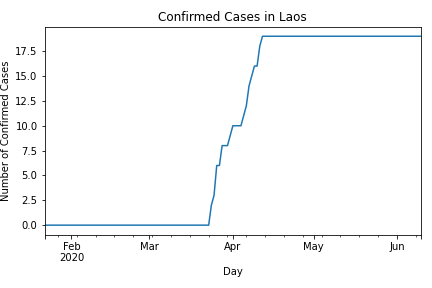 Confirmed Cases in Laos
Number of Confirmed Cases
17.5
15.0
12.5
10.0
7.5
5.0
2.5
0.0
Feb
2020
Mar
Apr
May
Jun
Day